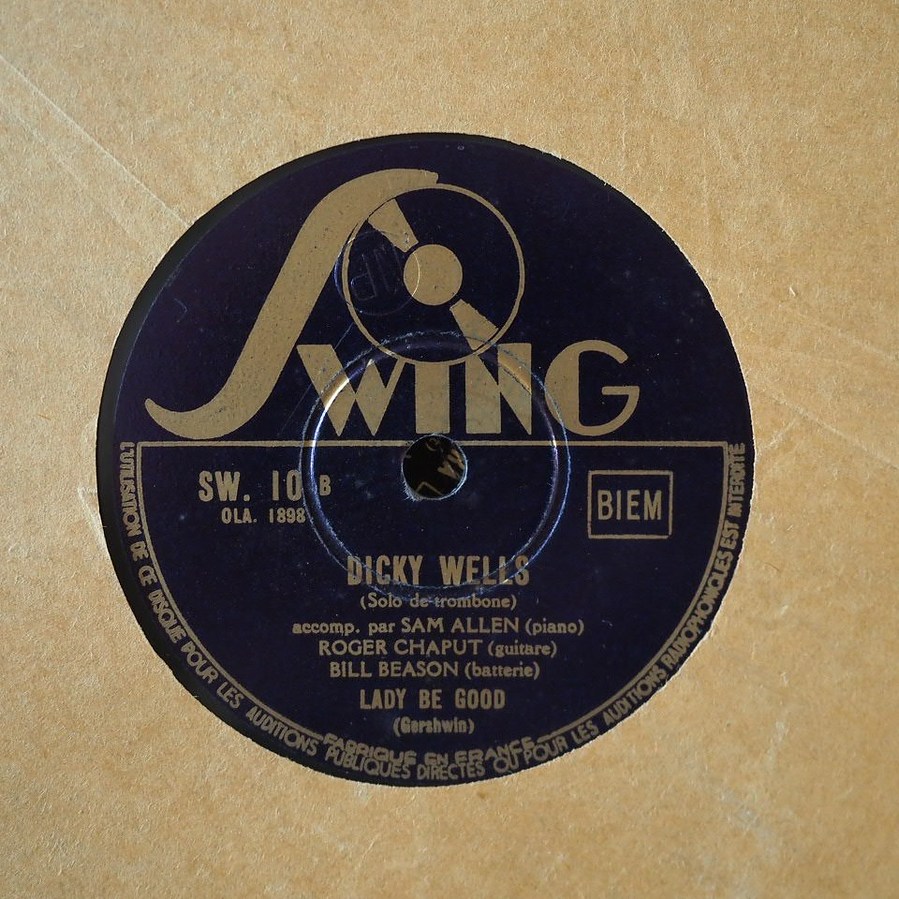 SWING
SW. 10 B
OLA. 1898
BIEM
DICKY WELLS
(Solo de trombone)
accomp. par SAM ALLEN (piano)
ROGER CHAPUT (guitare)
BILL BEASON (batterie)
LADY BE GOOD
(Gershwin)
FABRIQUE EN FRANCE
L'UTILISATION DE CE DISQUE POUR LES AUDITIONS PUBLIQUES DIRECTES OU POUR LES AUDITIONS RADIOPHONIQUES EST INTERDITE